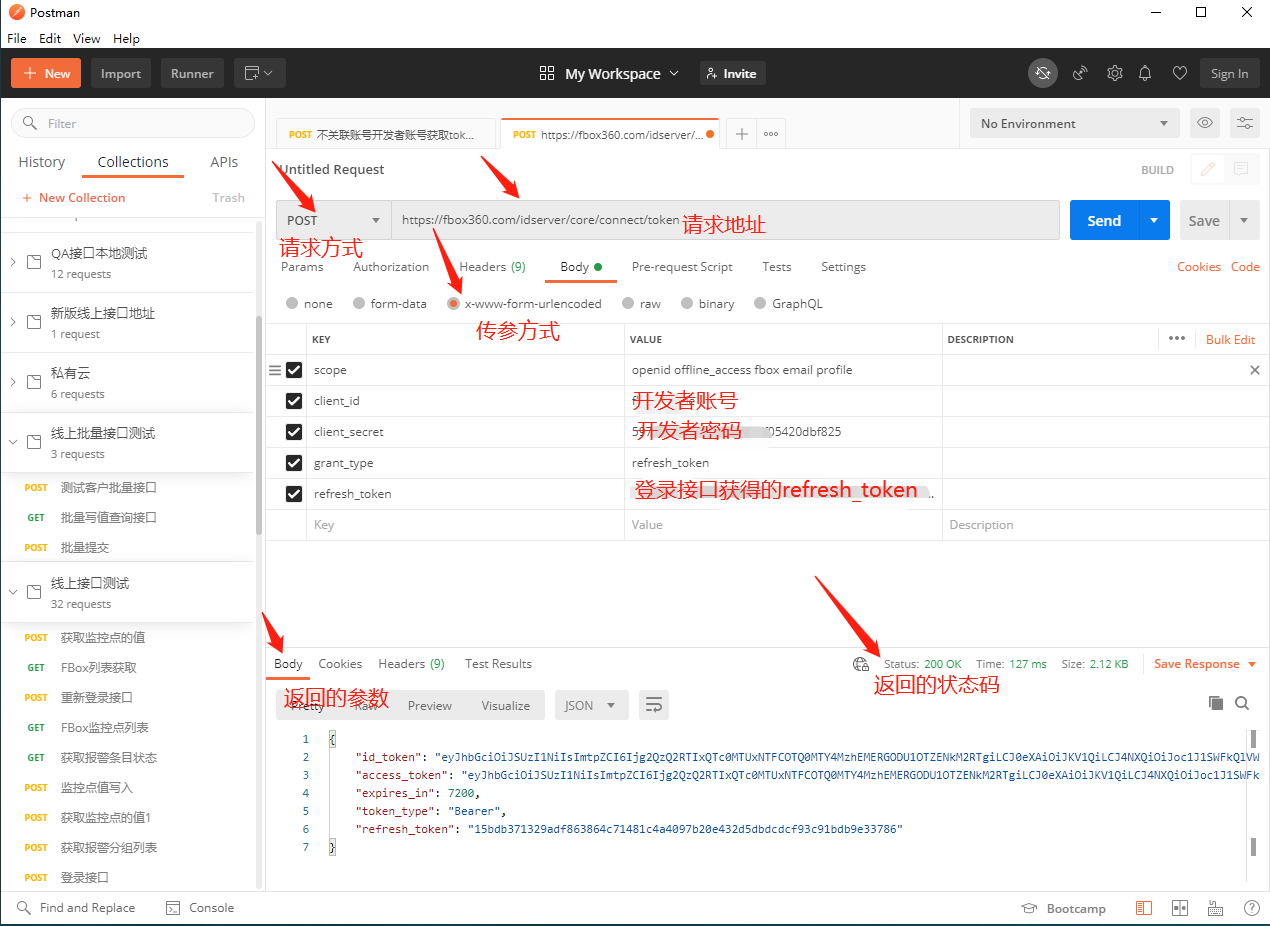 Postman
File Edit View Help
New Import Runner My Workspace Invite Sign In
Filter
History Collections APIs
New Collection Trash
QA接口本地测试
12 requests
新版线上接口地址
1 request
私有云
6 requests
线上批量接口测试
3 requests
POST 测试客户批量接口
GET 批量写值查询接口
POST 批量提交
线上接口测试
32 requests
POST 获取监控点的值
GET FBox列表获取
POST 重新登录接口
GET FBox监控点列表
GET 获取报警条目状态
POST 监控点值写入
POST 获取监控点的值1
POST 获取报警分组列表
POST 登录接口
POST 不关联账号开发者账号获取tok...
POST https://fbox360.com/idserver/...
No Environment
Untitled Request BUILD
POST https://fbox360.com/idserver/core/connect/token 请求地址 Send Save
请求方式
Params Authorization Headers (9) Body Pre-request Script Tests Settings Cookies Code
none form-data x-www-form-urlencoded raw binary GraphQL
传参方式
KEY VALUE DESCRIPTION Bulk Edit
scope openid offline_access fbox email profile
client_id 开发者账号
client_secret 开发者密码 05420dbf825
grant_type refresh_token
refresh_token 登录接口获得的refresh_token ...
Key Value Description
Body Cookies Headers (9) Test Results Status: 200 OK Time: 127 ms Size: 2.12 KB Save Response
返回的参数 返回的状态码
Pretty Raw Preview Visualize JSON
1 {
2 "id_token": "eyJhbGciOiJSUzI1NiIsImtpZCI6Ijg2QzQ2RTIxQTc0MTUxNTFCOTQ0MTY4MzhEMERGODU1OTZENkM2RTgiLCJ0eXAiOiJKV1QiLCJ4NXQiOiJoc1J1SWFkQlVW
3 "access_token": "eyJhbGciOiJSUzI1NiIsImtpZCI6Ijg2QzQ2RTIxQTc0MTUxNTFCOTQ0MTY4MzhEMERGODU1OTZENkM2RTgiLCJ0eXAiOiJKV1QiLCJ4NXQiOiJoc1J1SWFk
4 "expires_in": 7200,
5 "token_type": "Bearer",
6 "refresh_token": "15bdb371329adf863864c71481c4a4097b20e432d5dbdcdcf93c91bdb9e33786"
7 }
Find and Replace Console Bootcamp